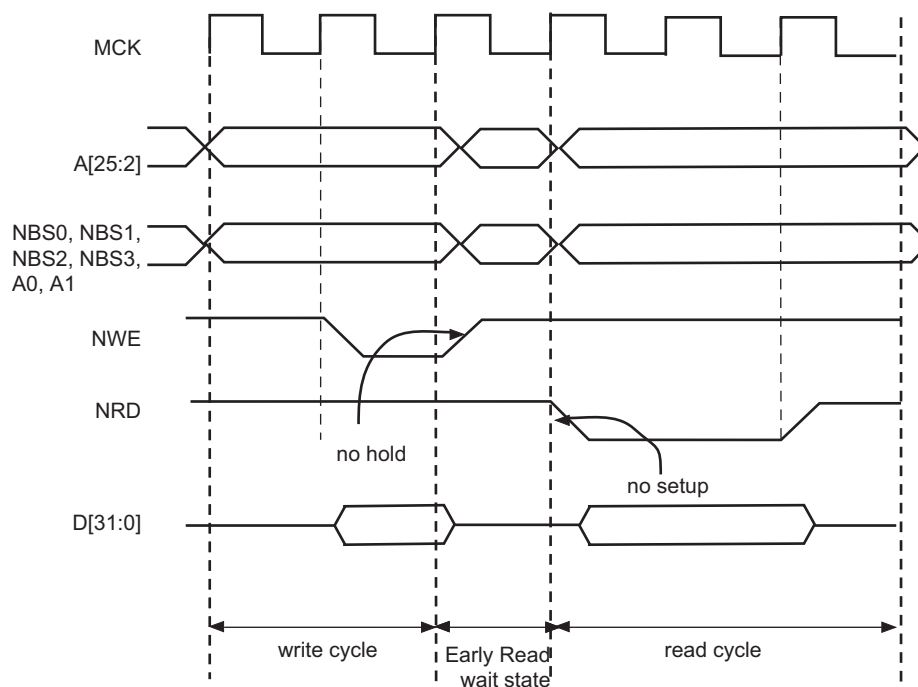 MCK
A[25:2]
NBS0, NBS1,
NBS2, NBS3,
A0, A1
NWE
NRD
no hold
no setup
D[31:0]
write cycle
Early Read
wait state
read cycle